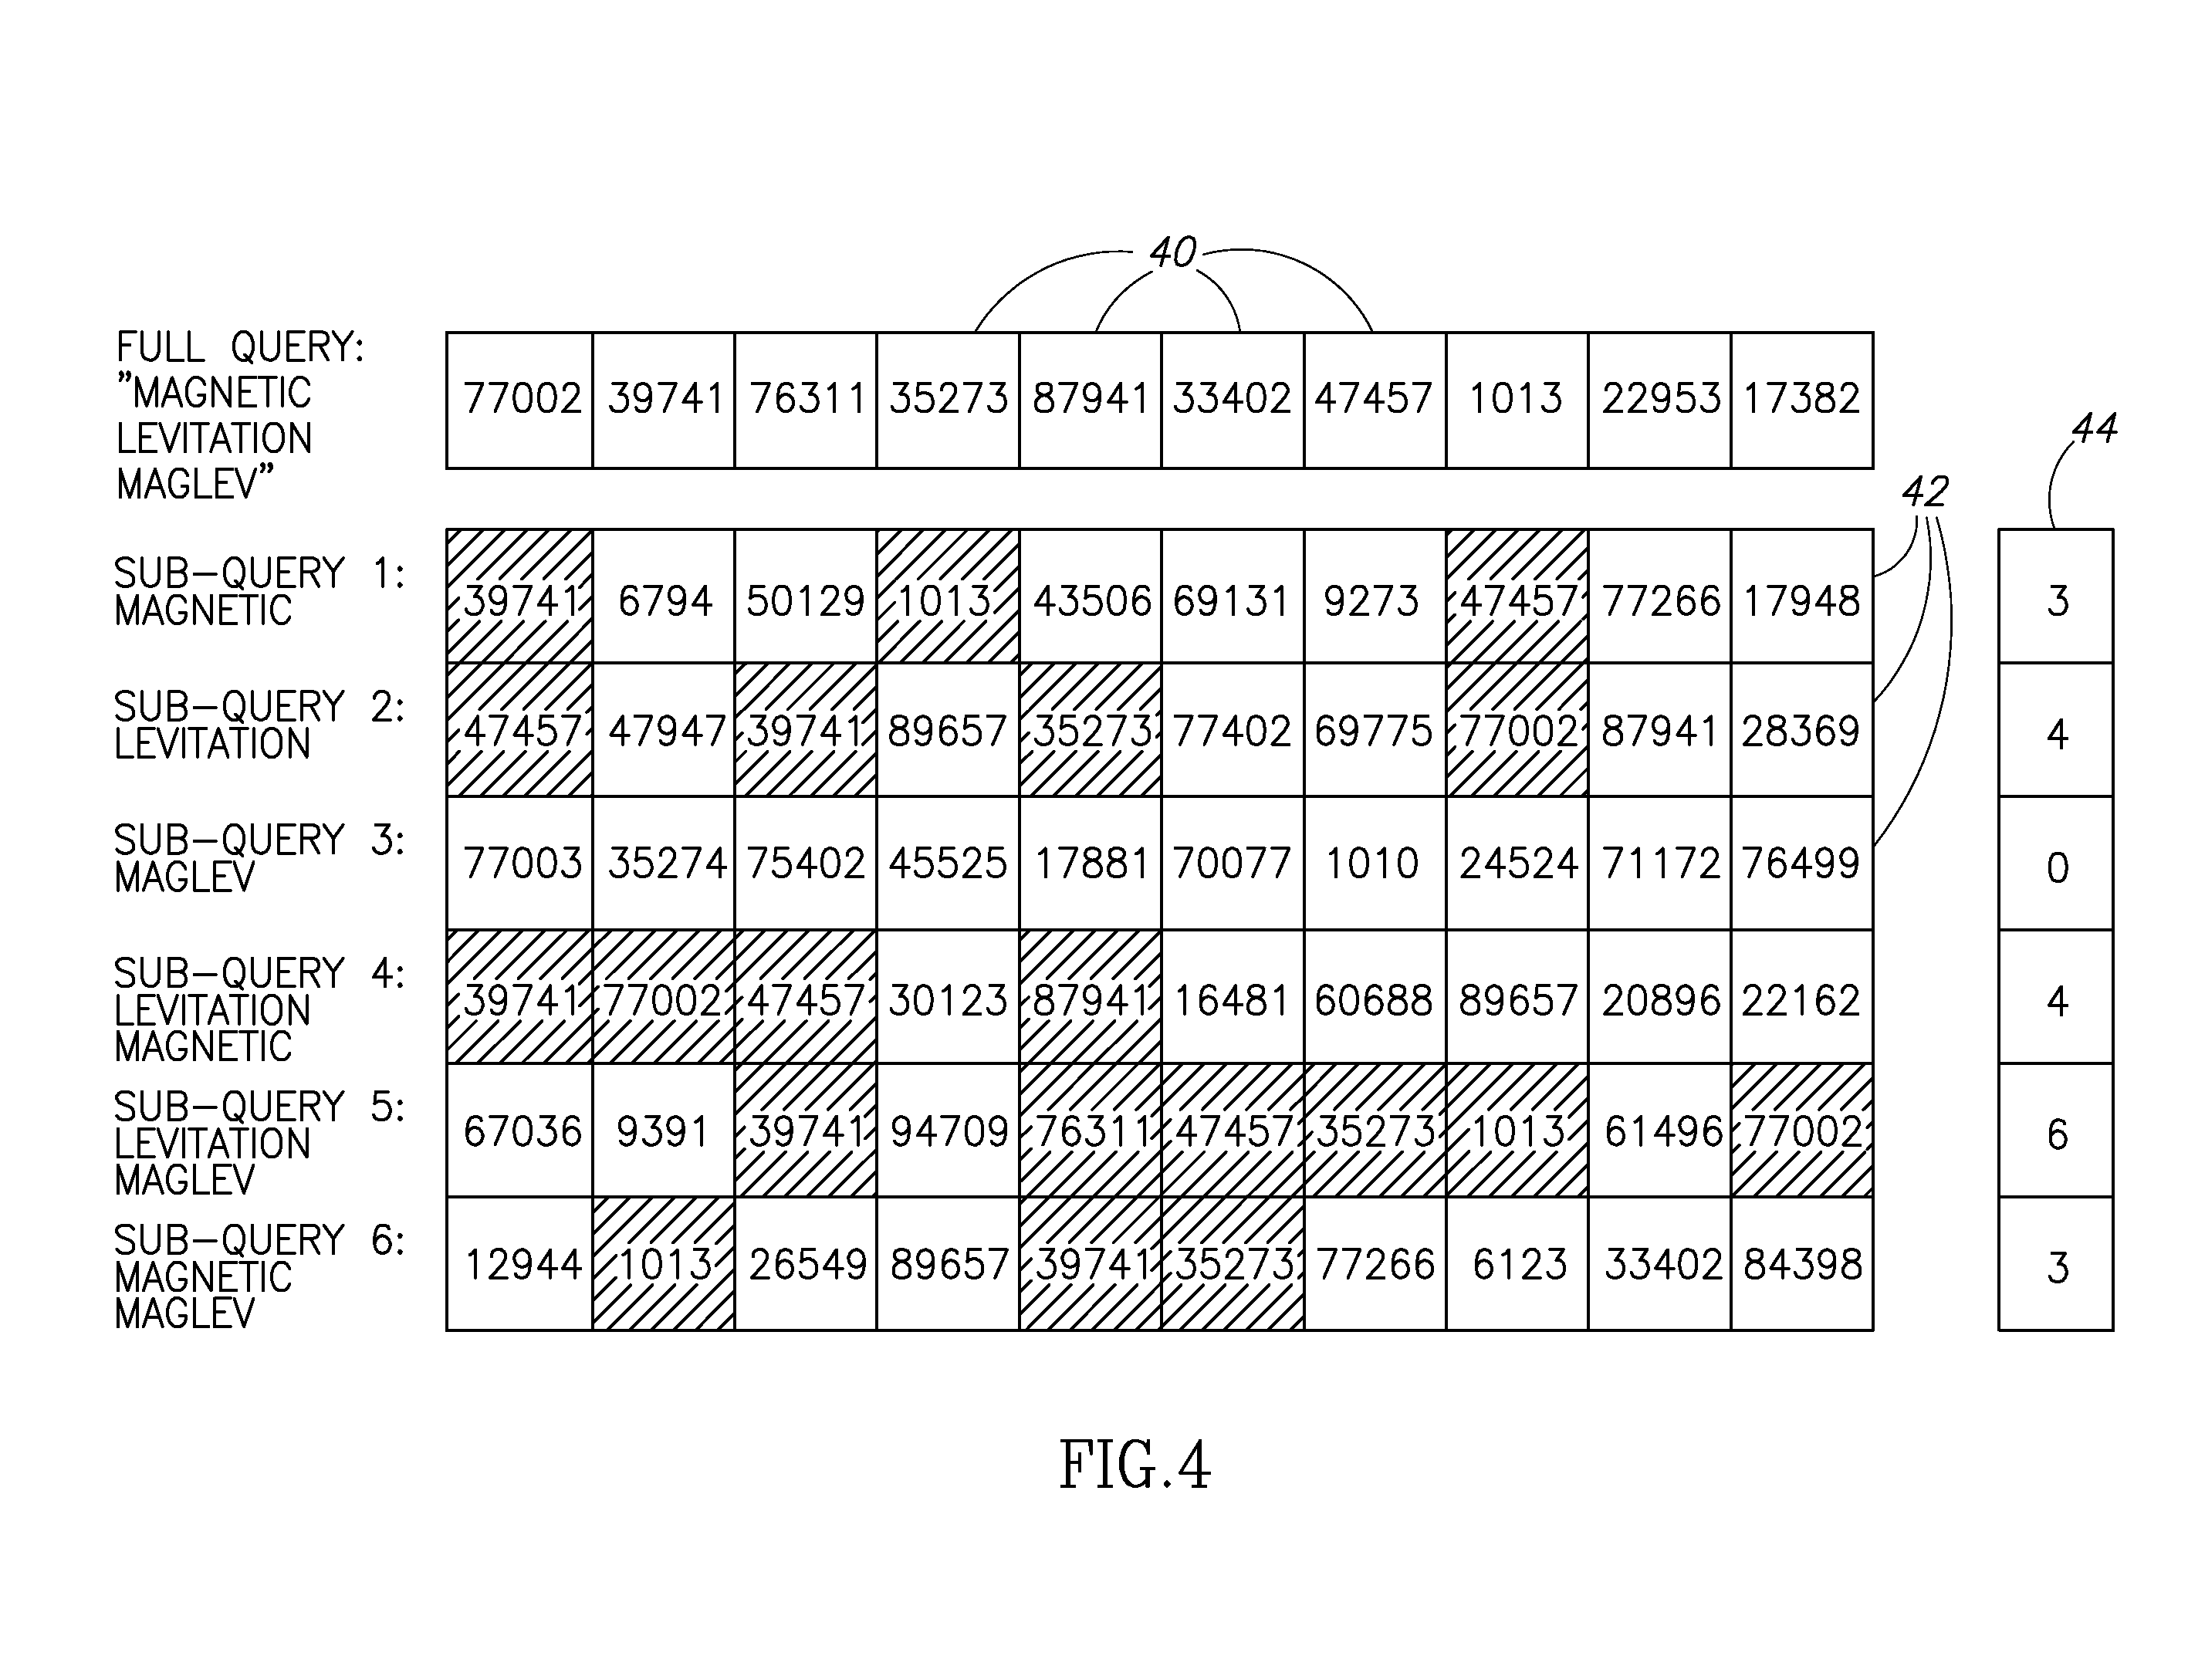 40
FULL QUERY:
"MAGNETIC
LEVITATION
MAGLEV"
77002 39741 76311 35273 87941 33402 47457 1013 22953 17382
44
42
SUB-QUERY 1:
MAGNETIC
39741 6794 50129 1013 43506 69131 9273 47457 77266 17948 3
SUB-QUERY 2:
LEVITATION
47457 47947 39741 89657 35273 77402 69775 77002 87941 28369 4
SUB-QUERY 3:
MAGLEV
77003 35274 75402 45525 17881 70077 1010 24524 71172 76499 0
SUB-QUERY 4:
LEVITATION
MAGNETIC
39741 77002 47457 30123 87941 16481 60688 89657 20896 22162 4
SUB-QUERY 5:
LEVITATION
MAGLEV
67036 9391 39741 94709 76311 47457 35273 1013 61496 77002 6
SUB-QUERY 6:
MAGNETIC
MAGLEV
12944 1013 26549 89657 39741 35273 77266 6123 33402 84398 3
FIG.4